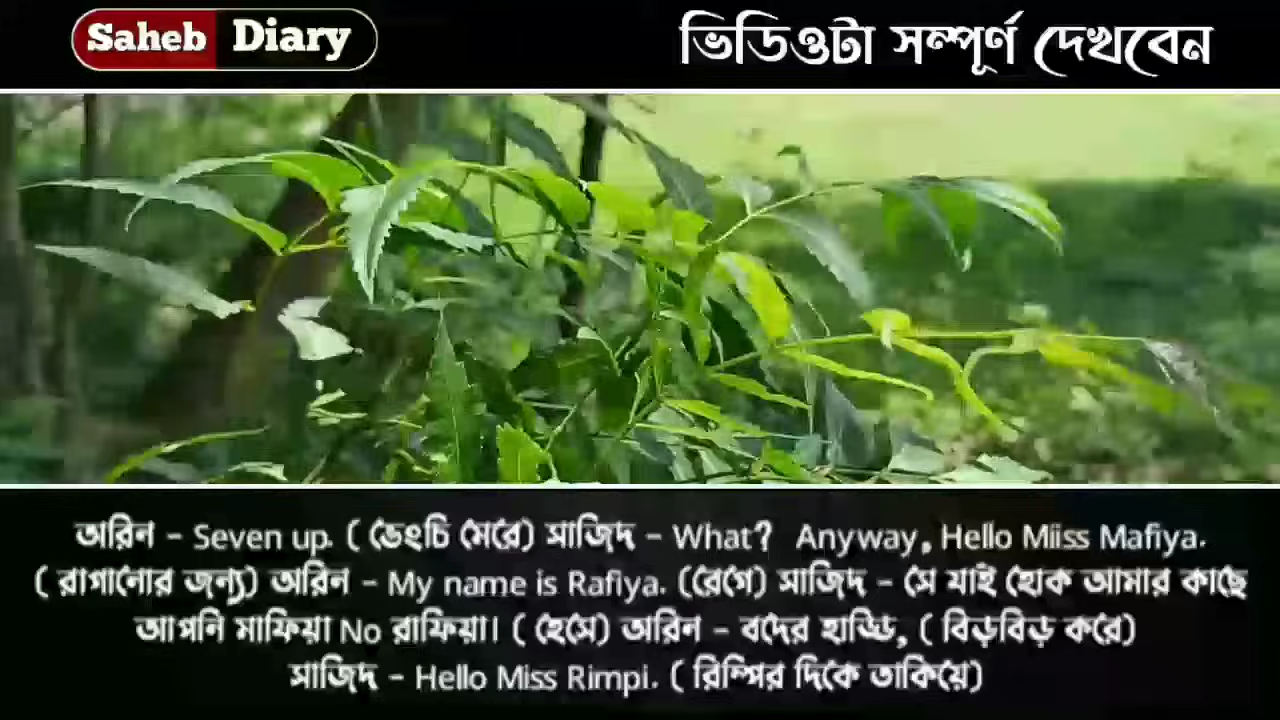 Saheb Diary
ভিডিওটা সম্পূর্ণ দেখবেন
অরিন – Seven up. ( ভেংচি মেরে) সাজিদ – What? Anyway, Hello Miiss Mafiya.
( রাগানোর জন্য) অরিন – My name is Rafiya. (রেগে) সাজিদ – সে যাই হোক আমার কাছে
আপনি মাফিয়া No রাফিয়া। ( হেসে) অরিন – বদের হাড্ডি, ( বিড়বিড় করে)
সাজিদ – Hello Miss Rimpi. ( রিম্পির দিকে তাকিয়ে)